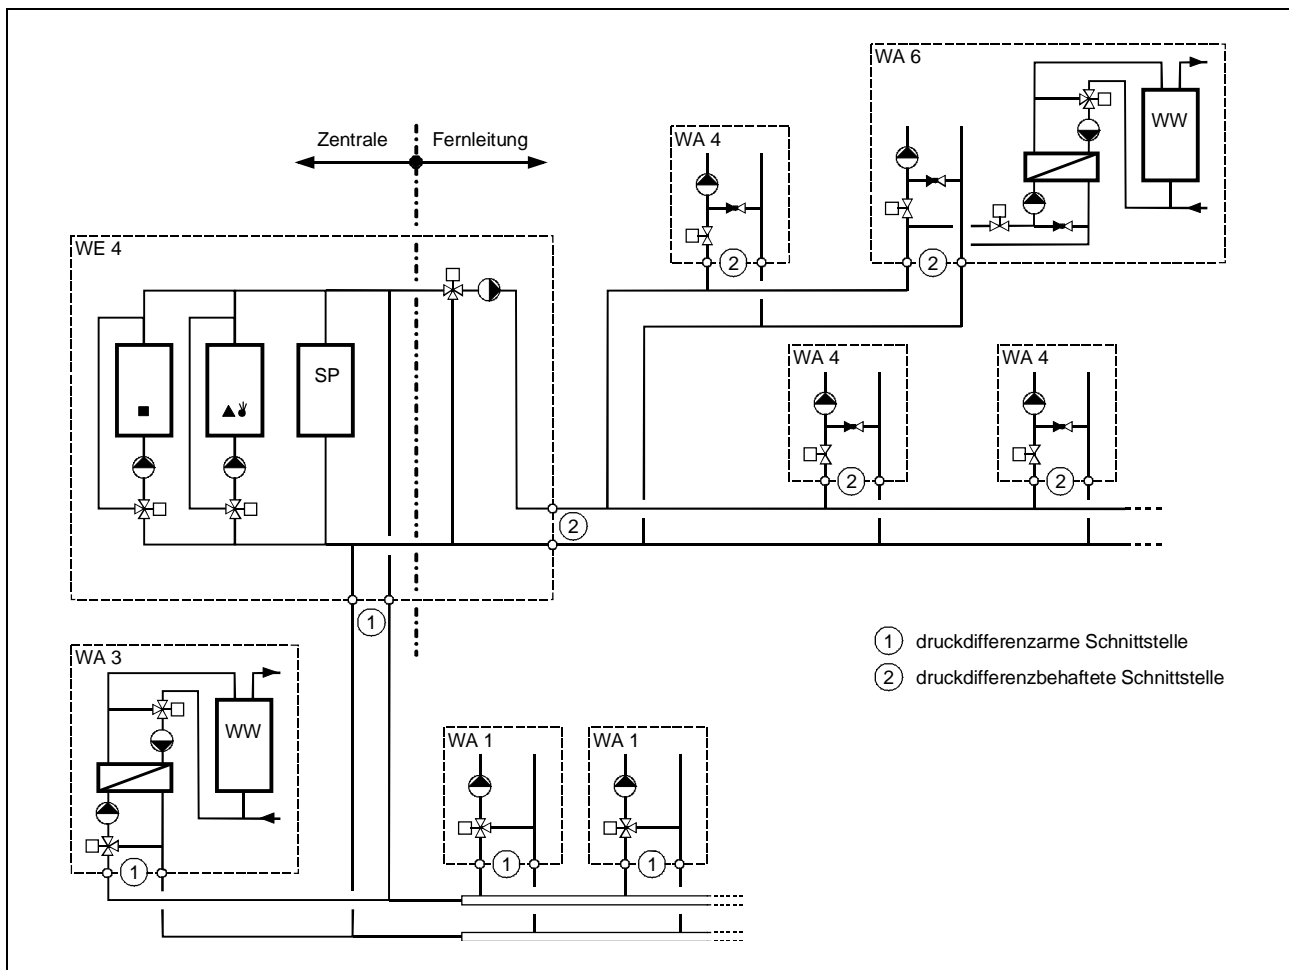 WA 6
WW
WA 4
2
2
Zentrale
Fernleitung
WE 4
SP
WA 4
WA 4
2
2
2
1
1 druckdifferenzarme Schnittstelle
2 druckdifferenzbehaftete Schnittstelle
WA 3
WW
1
WA 1
WA 1
1
1